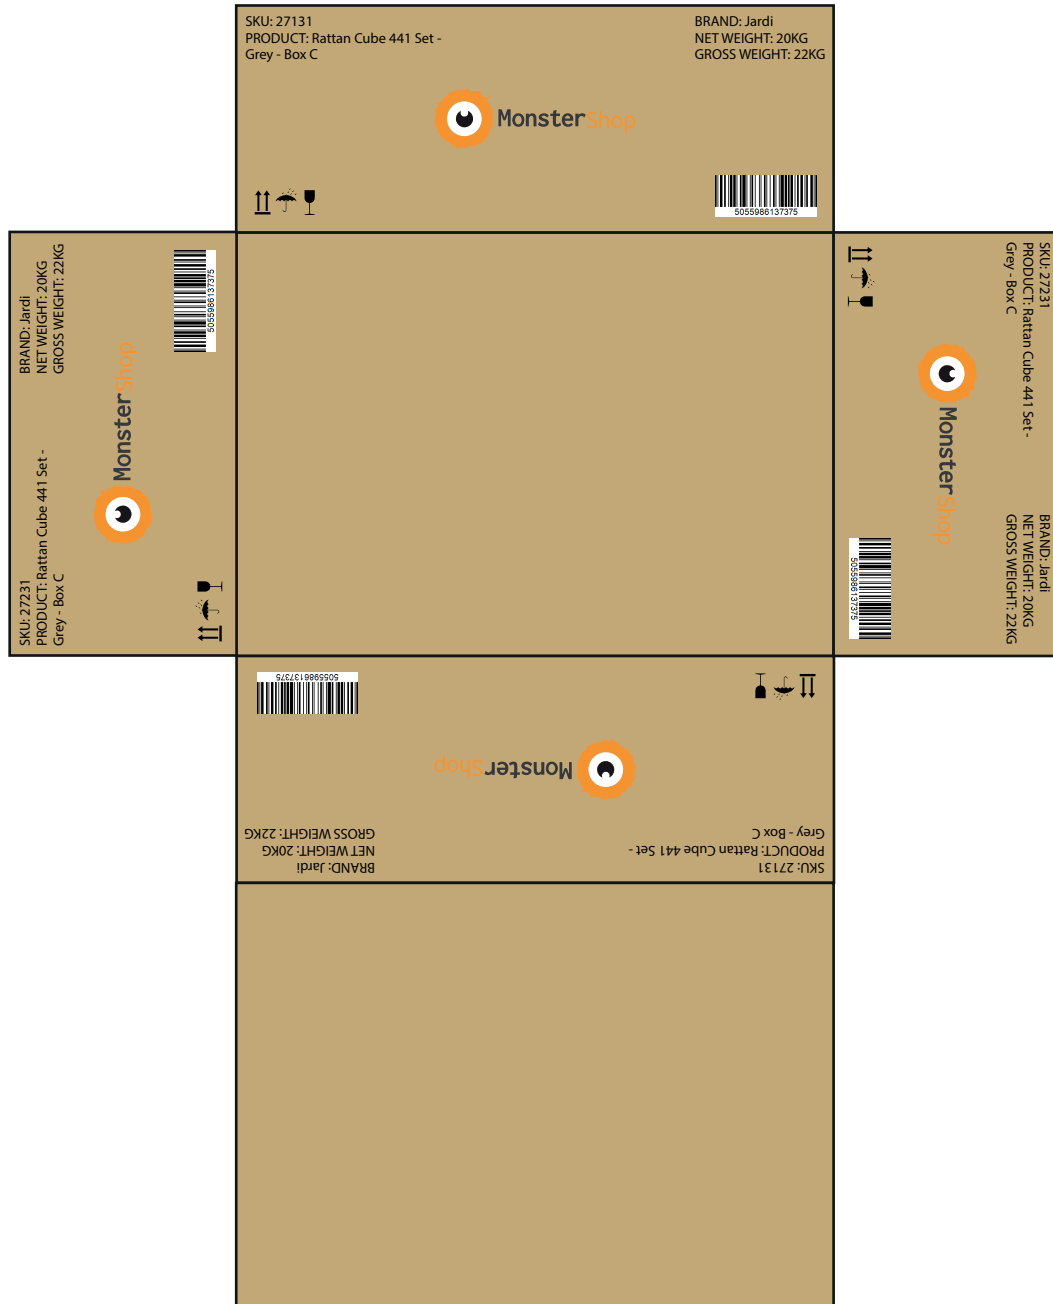 SKU: 27131
PRODUCT: Rattan Cube 441 Set -
Grey - Box C
BRAND: Jardi
NET WEIGHT: 20KG
GROSS WEIGHT: 22KG
MonsterShop
5055986137375
BRAND: Jardi
NET WEIGHT: 20KG
GROSS WEIGHT: 22KG
5055986137375
MonsterShop
SKU: 27231
PRODUCT: Rattan Cube 441 Set -
Grey - Box C
SKU: 27231
PRODUCT: Rattan Cube 441 Set -
Grey - Box C
MonsterShop
BRAND: Jardi
NET WEIGHT: 20KG
GROSS WEIGHT: 22KG
5055986137375
SKU: 27131
PRODUCT: Rattan Cube 441 Set -
Grey - Box C
BRAND: Jardi
NET WEIGHT: 20KG
GROSS WEIGHT: 22KG
MonsterShop
5055986137375